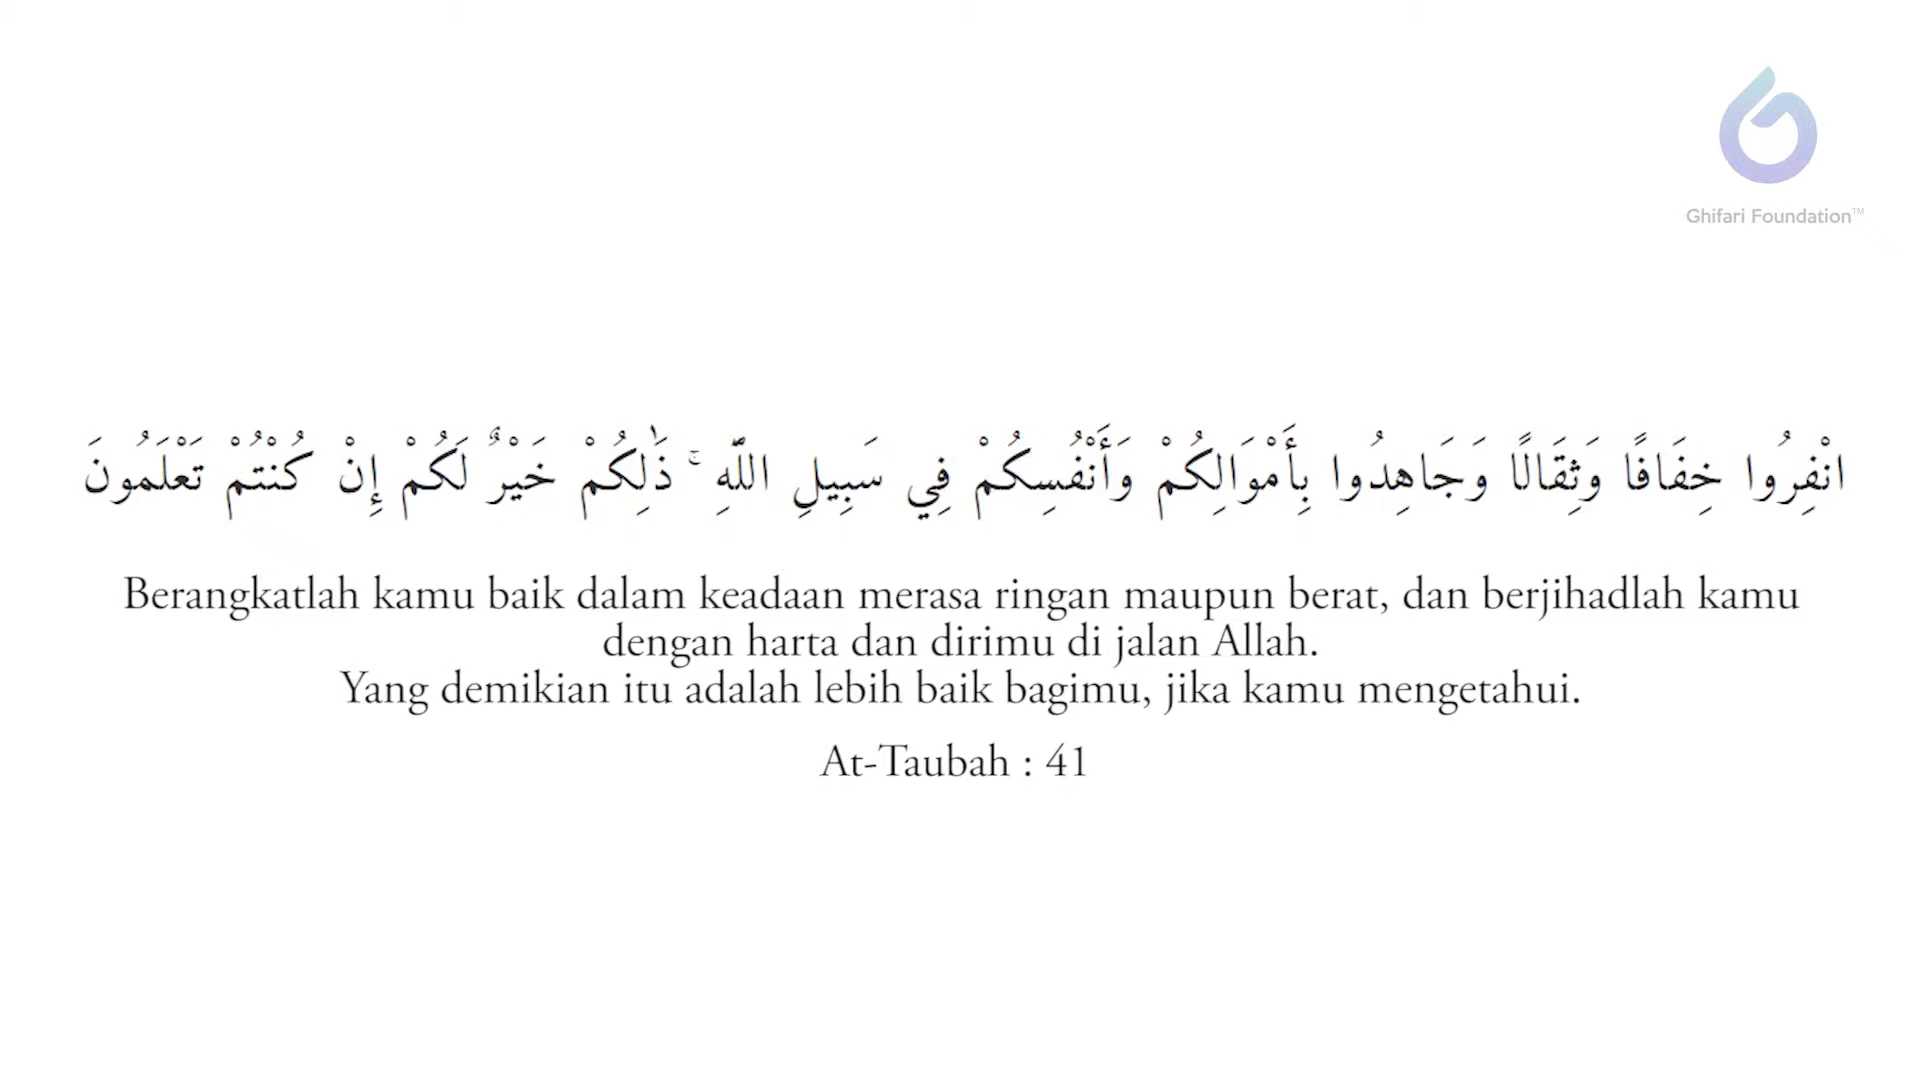 Ghifari Foundation™
انْفِرُوا خِفَافًا وَثِقَالًا وَجَاهِدُوا بِأَمْوَالِكُمْ وَأَنْفُسِكُمْ فِي سَبِيلِ اللَّهِ ۚ ذَٰلِكُمْ خَيْرٌ لَكُمْ إِنْ كُنْتُمْ تَعْلَمُونَ
Berangkatlah kamu baik dalam keadaan merasa ringan maupun berat, dan berjihadlah kamu
dengan harta dan dirimu di jalan Allah.
Yang demikian itu adalah lebih baik bagimu, jika kamu mengetahui.
At-Taubah : 41